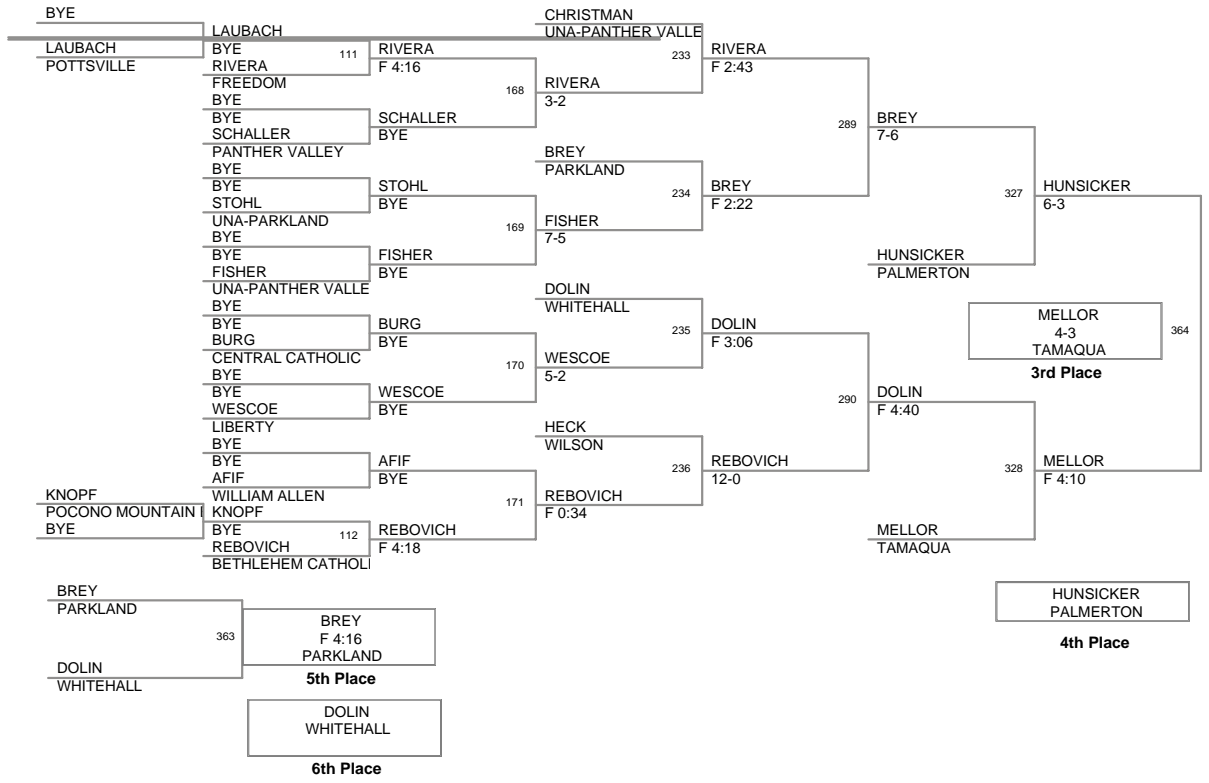 BYE
LAUBACH
POTTSVILLE
KNOPF
POCONO MOUNTAIN
BYE
LAUBACH
BYE
RIVERA
FREEDOM
111
BYE
BYE
SCHALLER
PANTHER VALLEY
BYE
BYE
STOHL
UNA-PARKLAND
BYE
BYE
FISHER
UNA-PANTHER VALLE
BYE
BYE
BURG
CENTRAL CATHOLIC
BYE
BYE
WESCOE
LIBERTY
BYE
BYE
AFIF
WILLIAM ALLEN
KNOPF
BYE
REBOVICH
BETHLEHEM CATHOLI
112
RIVERA
F 4:16
168
SCHALLER
BYE
STOHL
BYE
169
FISHER
BYE
BURG
BYE
170
WESCOE
BYE
AFIF
BYE
171
REBOVICH
F 4:18
CHRISTMAN
UNA-PANTHER VALLE
233
RIVERA
3-2
BREY
PARKLAND
234
FISHER
7-5
DOLIN
WHITEHALL
235
WESCOE
5-2
HECK
WILSON
236
REBOVICH
F 0:34
RIVERA
F 2:43
289
BREY
F 2:22
DOLIN
F 3:06
290
REBOVICH
12-0
BREY
7-6
327
HUNSICKER
PALMERTON
DOLIN
F 4:40
328
MELLOR
TAMAQUA
HUNSICKER
6-3
MELLOR
4-3
TAMAQUA
364
3rd Place
MELLOR
F 4:10
HUNSICKER
PALMERTON
4th Place
BREY
PARKLAND
363
DOLIN
WHITEHALL
BREY
F 4:16
PARKLAND
5th Place
DOLIN
WHITEHALL
6th Place